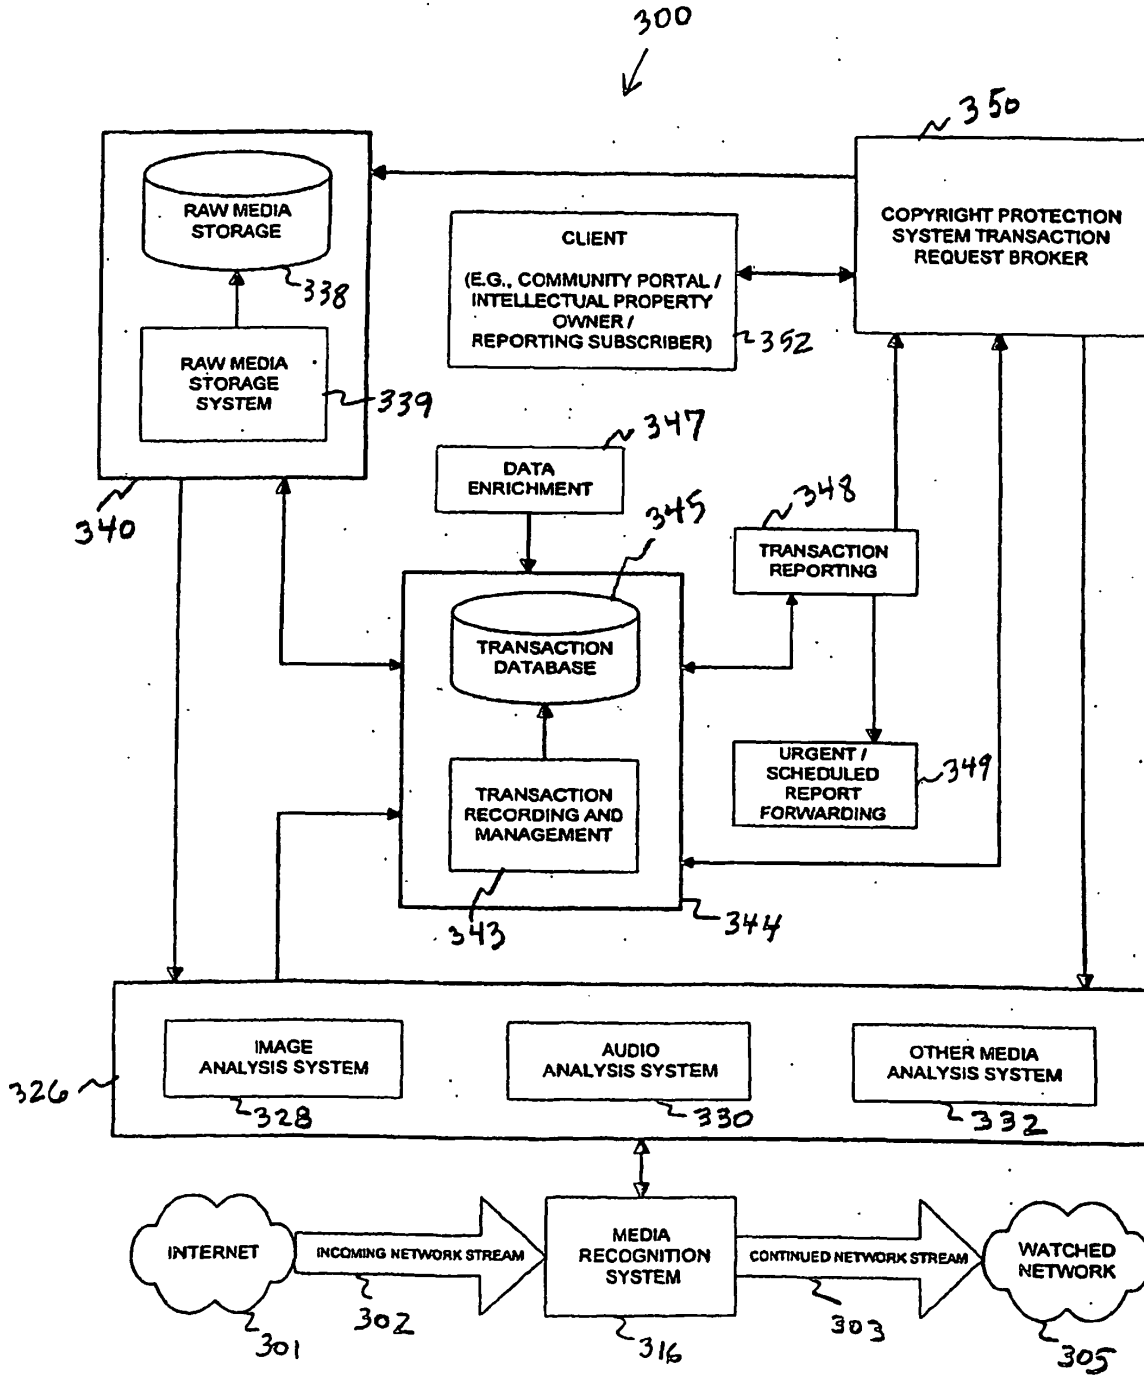 300
350
RAW MEDIA
STORAGE
338
RAW MEDIA
STORAGE
SYSTEM
339
340
CLIENT
(E.G., COMMUNITY PORTAL /
INTELLECTUAL PROPERTY
OWNER /
REPORTING SUBSCRIBER)
352
COPYRIGHT PROTECTION
SYSTEM TRANSACTION
REQUEST BROKER
347
DATA
ENRICHMENT
345
348
TRANSACTION
REPORTING
TRANSACTION
DATABASE
TRANSACTION
RECORDING AND
MANAGEMENT
343
344
URGENT /
SCHEDULED
REPORT
FORWARDING
349
326
IMAGE
ANALYSIS SYSTEM
328
AUDIO
ANALYSIS SYSTEM
330
OTHER MEDIA
ANALYSIS SYSTEM
332
INTERNET
301
INCOMING NETWORK STREAM
302
MEDIA
RECOGNITION
SYSTEM
316
CONTINUED NETWORK STREAM
303
WATCHED
NETWORK
305